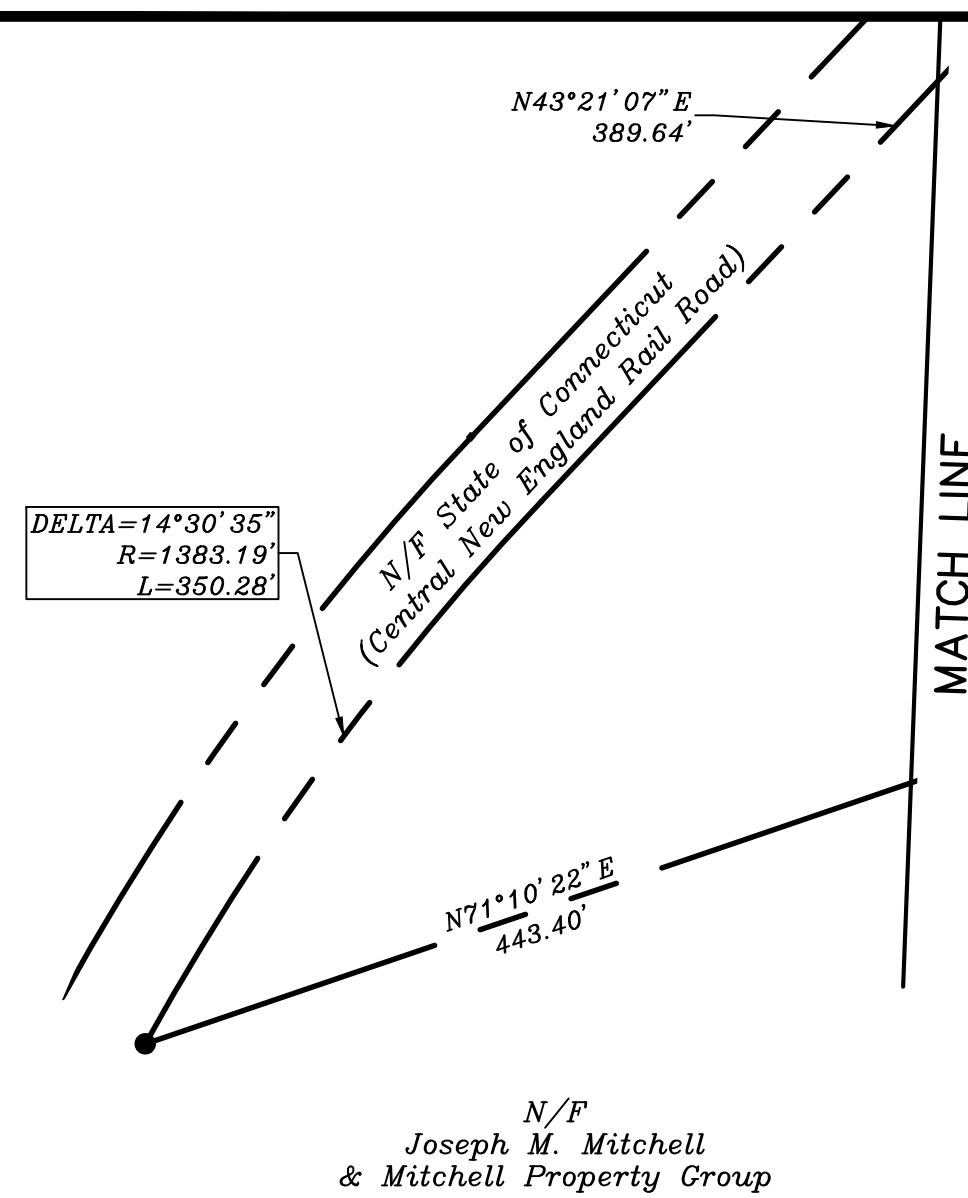 N43°21'07"E
389.64'
N/F State of Connecticut
(Central New England Rail Road)
MATCH LINE
DELTA=14°30'35"
R=1383.19'
L=350.28'
N71°10'22"E
443.40'
N/F
Joseph M. Mitchell
& Mitchell Property Group